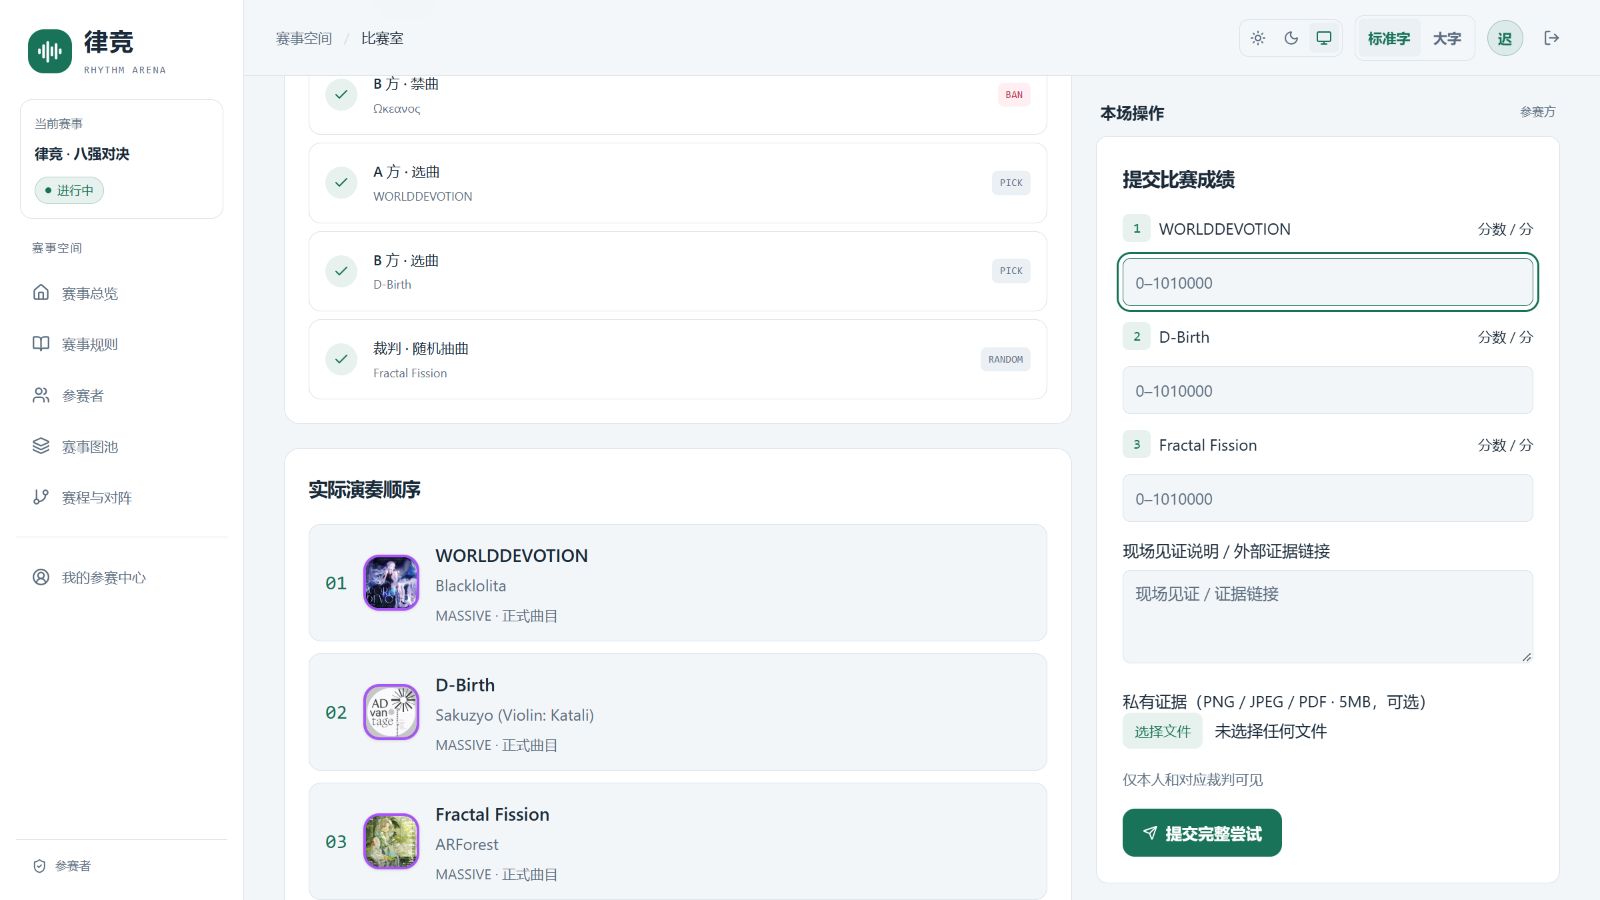 律竞
RHYTHM ARENA
当前赛事
律竞 · 八强对决
进行中
赛事空间
赛事总览
赛事规则
参赛者
赛事图池
赛程与对阵
我的参赛中心
参赛者
赛事空间 / 比赛室
标准字 大字 迟
B 方 · 禁曲
Ωκεανος
BAN
A 方 · 选曲
WORLDDEVOTION
PICK
B 方 · 选曲
D-Birth
PICK
裁判 · 随机抽曲
Fractal Fission
RANDOM
实际演奏顺序
01
WORLDDEVOTION
Blacklolita
MASSIVE · 正式曲目
02
D-Birth
Sakuzyo (Violin: Katali)
MASSIVE · 正式曲目
03
Fractal Fission
ARForest
MASSIVE · 正式曲目
本场操作 参赛方
提交比赛成绩
1 WORLDDEVOTION 分数 / 分
0–1010000
2 D-Birth 分数 / 分
0–1010000
3 Fractal Fission 分数 / 分
0–1010000
现场见证说明 / 外部证据链接
现场见证 / 证据链接
私有证据（PNG / JPEG / PDF · 5MB，可选）
选择文件 未选择任何文件
仅本人和对应裁判可见
提交完整尝试
AD
van
tage